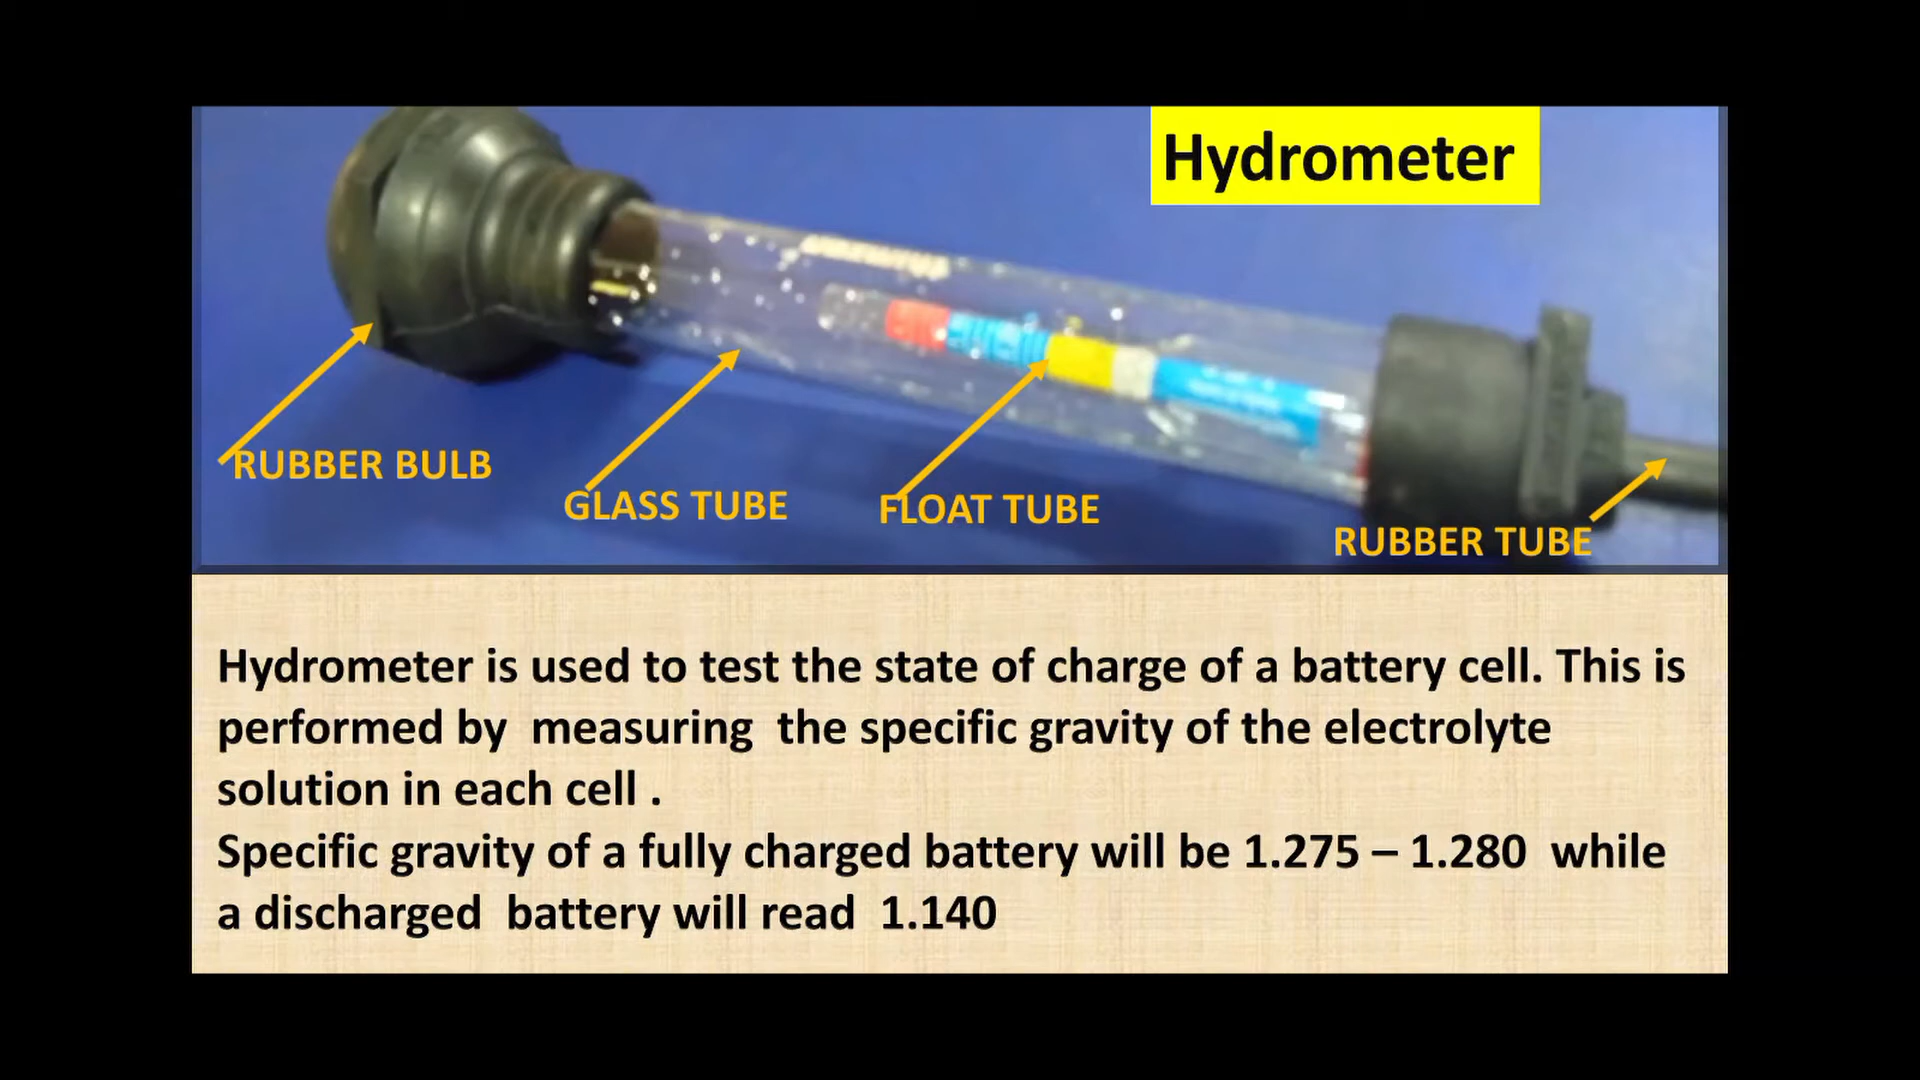 Hydrometer
RUBBER BULB
GLASS TUBE
FLOAT TUBE
RUBBER TUBE
Hydrometer is used to test the state of charge of a battery cell. This is
performed by measuring the specific gravity of the electrolyte
solution in each cell .
Specific gravity of a fully charged battery will be 1.275 – 1.280 while
a discharged battery will read 1.140